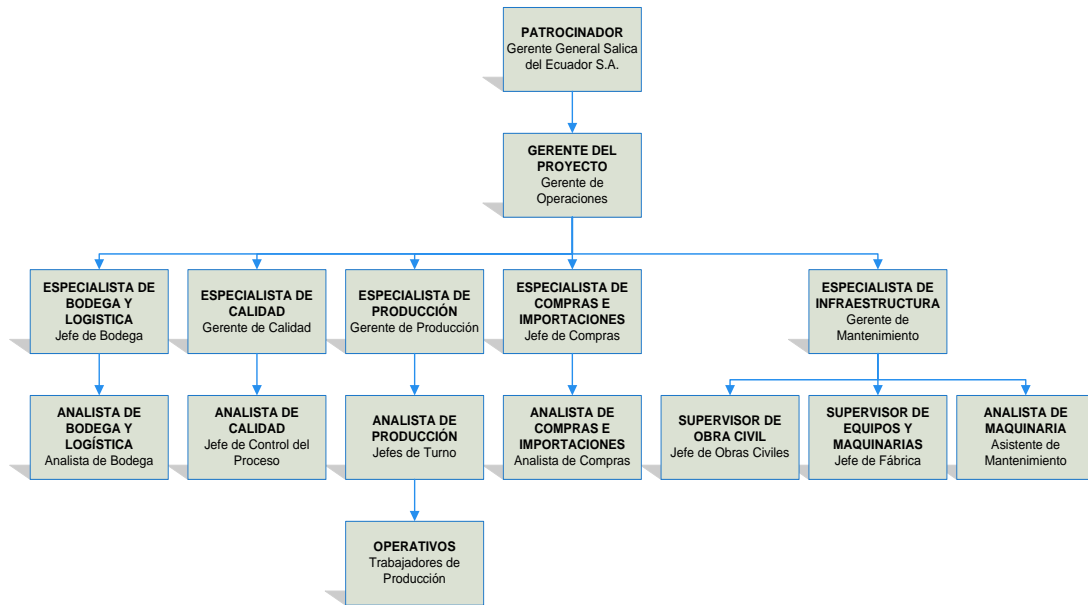 PATROCINADOR
Gerente General Salica
del Ecuador S.A.
GERENTE DEL
PROYECTO
Gerente de
Operaciones
ESPECIALISTA DE
BODEGA Y
LOGISTICA
Jefe de Bodega
ESPECIALISTA DE
CALIDAD
Gerente de Calidad
ESPECIALISTA DE
PRODUCCIÓN
Gerente de Producción
ESPECIALISTA DE
COMPRAS E
IMPORTACIONES
Jefe de Compras
ESPECIALISTA DE
INFRAESTRUCTURA
Gerente de
Mantenimiento
ANALISTA DE
BODEGA Y
LOGÍSTICA
Analista de Bodega
ANALISTA DE
CALIDAD
Jefe de Control del
Proceso
ANALISTA DE
PRODUCCIÓN
Jefes de Turno
ANALISTA DE
COMPRAS E
IMPORTACIONES
Analista de Compras
SUPERVISOR DE
OBRA CIVIL
Jefe de Obras Civiles
SUPERVISOR DE
EQUIPOS Y
MAQUINARIAS
Jefe de Fábrica
ANALISTA DE
MAQUINARIA
Asistente de
Mantenimiento
OPERATIVOS
Trabajadores de
Producción